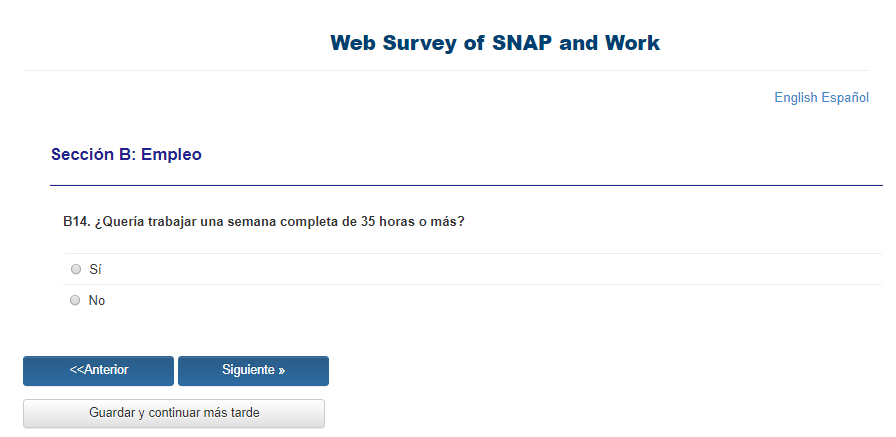 Web Survey of SNAP and Work
English Español
Sección B: Empleo
B14. ¿Quería trabajar una semana completa de 35 horas o más?
Sí
No
<<Anterior
Siguiente »
Guardar y continuar más tarde